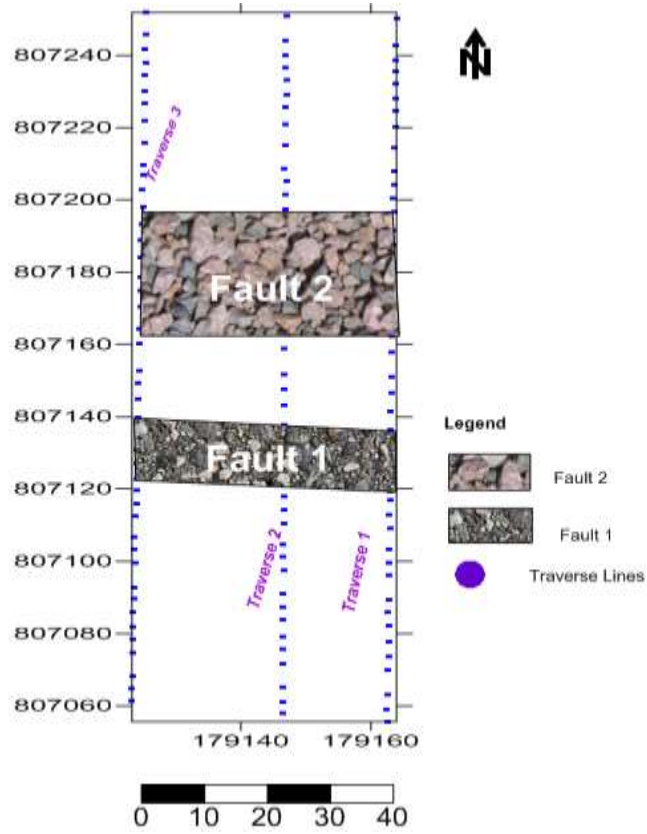 807240
807220
807200
807180
807160
807140
807120
807100
807080
807060
179140
179160
Traverse 3
Fault 2
Fault 1
Traverse 2
Traverse 1
N
Legend
Fault 2
Fault 1
Traverse Lines
0 10 20 30 40